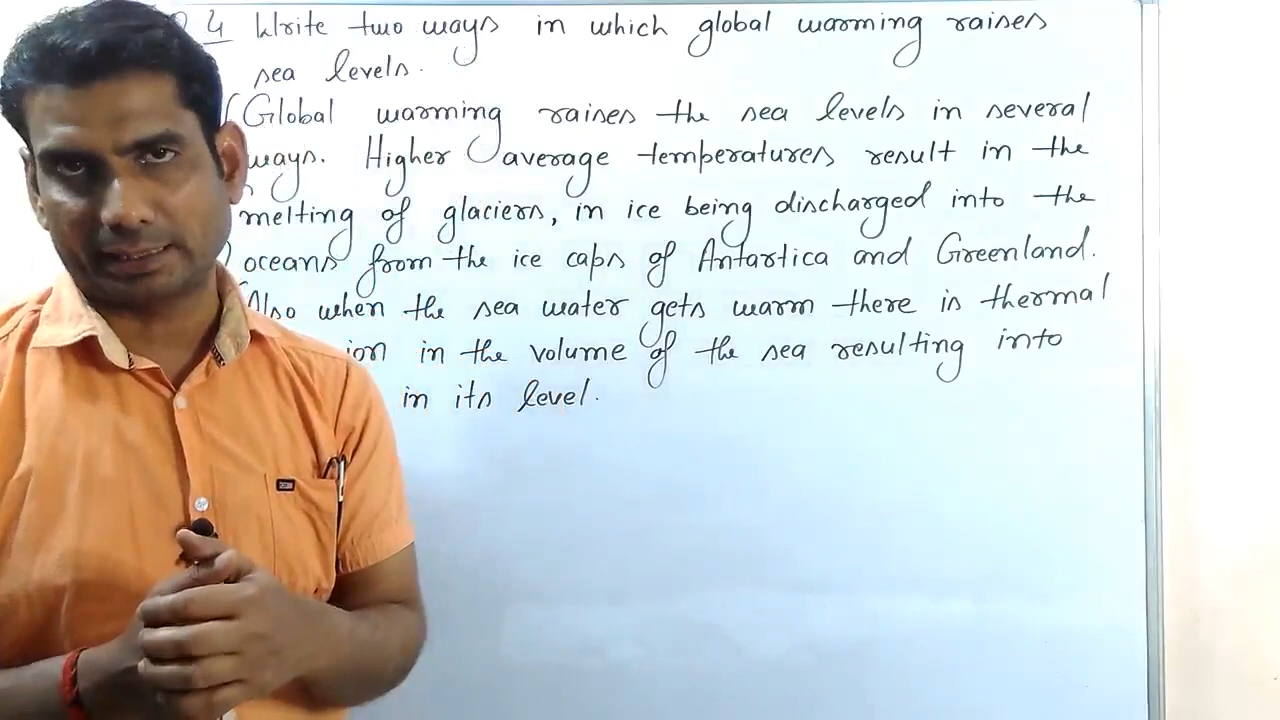 4 Write two ways in which global warming raises
sea levels.
Global warming raises the sea levels in several
ways. Higher average temperatures result in the
melting of glaciers, in ice being discharged into the
oceans from the ice caps of Antartica and Greenland.
Also when the sea water gets warm there is thermal
ion in the volume of the sea resulting into
in its level.